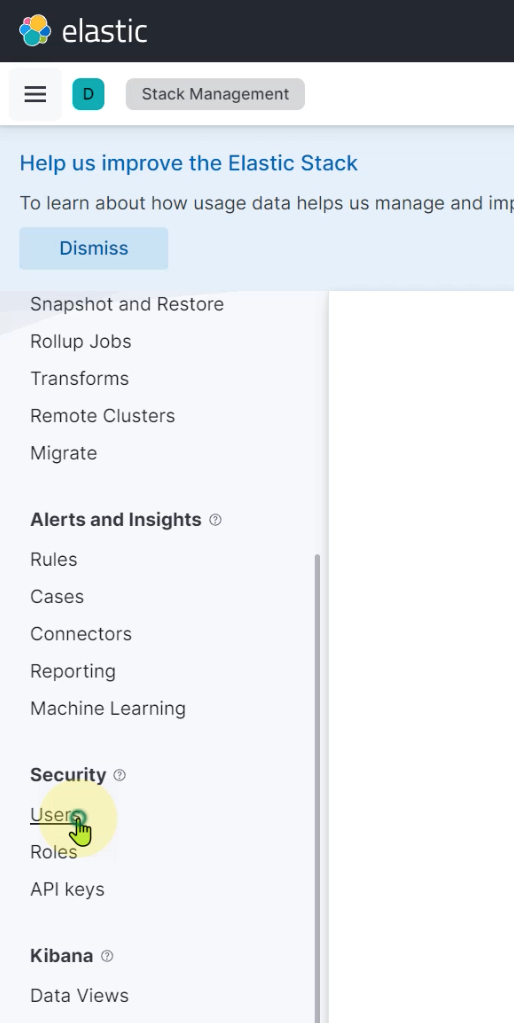 elastic
D
Stack Management
Help us improve the Elastic Stack
To learn about how usage data helps us manage and imp
Dismiss
Snapshot and Restore
Rollup Jobs
Transforms
Remote Clusters
Migrate
Alerts and Insights
Rules
Cases
Connectors
Reporting
Machine Learning
Security
Users
Roles
API keys
Kibana
Data Views